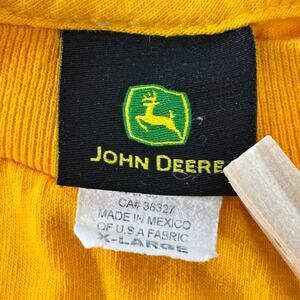 JOHN DEERE
CA# 38327
MADE IN MEXICO
OF U.S.A FABRIC
X-LARGE